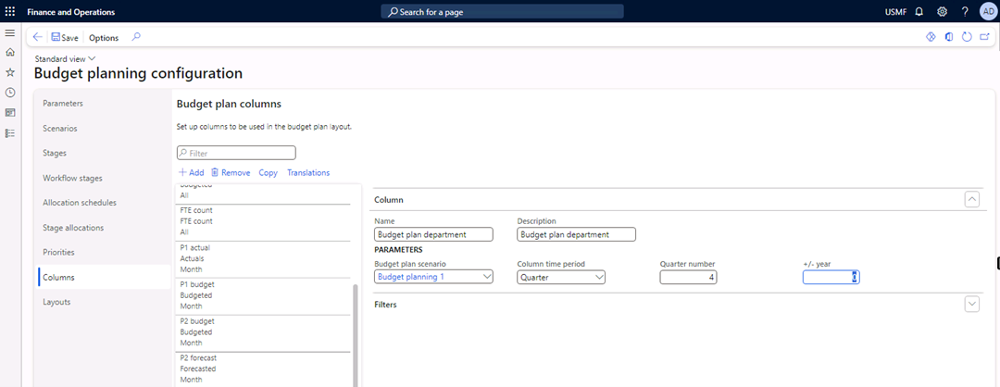 Finance and Operations
Search for a page
USMF
?
AD
Save
Options
Standard view
Budget planning configuration
Parameters
Scenarios
Stages
Workflow stages
Allocation schedules
Stage allocations
Priorities
Columns
Layouts
Budget plan columns
Set up columns to be used in the budget plan layout.
Filter
+ Add
Remove
Copy
Translations
Budgeted
All
FTE count
FTE count
All
P1 actual
Actuals
Month
P1 budget
Budgeted
Month
P2 budget
Budgeted
Month
P2 forecast
Forecasted
Month
Column
Name
Description
Budget plan department
Budget plan department
PARAMETERS
Budget plan scenario
Column time period
Quarter number
+/- year
Budget planning 1
Quarter
4
0
Filters